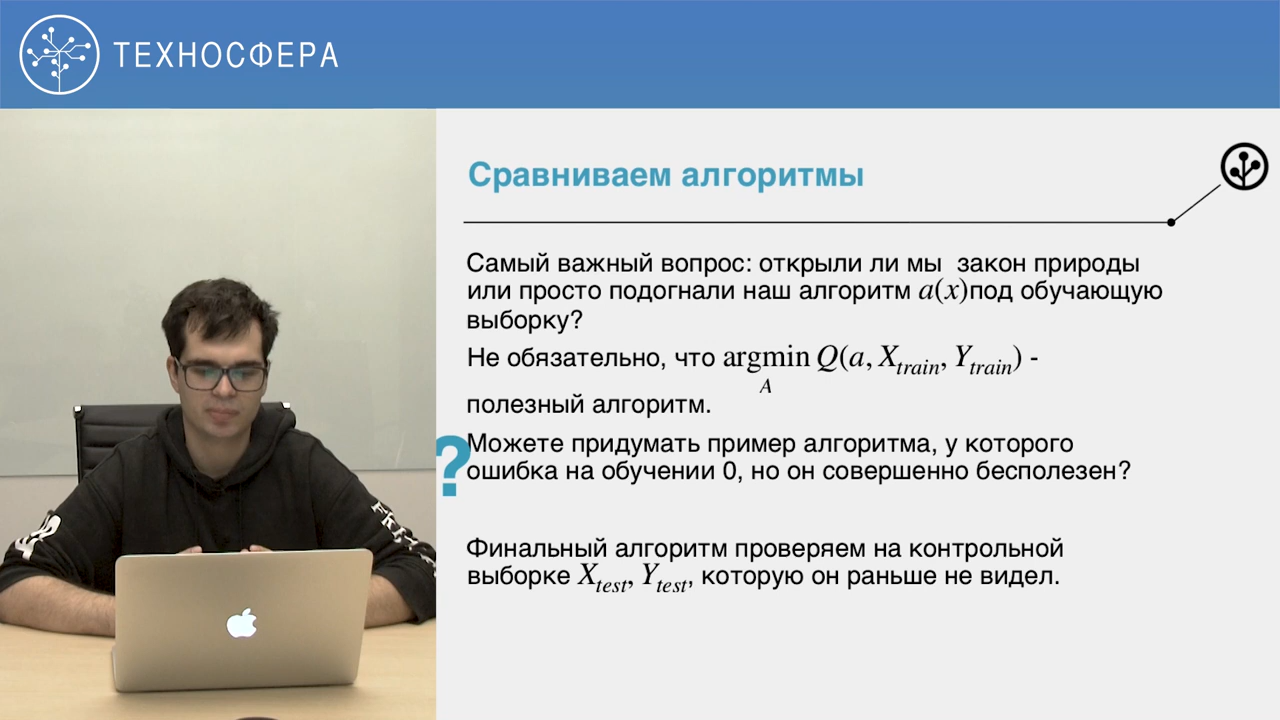 ТЕХНОСФЕРА
Сравниваем алгоритмы
Самый важный вопрос: открыли ли мы закон природы
или просто подогнали наш алгоритм a(x)под обучающую
выборку?
Не обязательно, что argmin Q(a, X_train, Y_train) -
A
полезный алгоритм.
?
Можете придумать пример алгоритма, у которого
ошибка на обучении 0, но он совершенно бесполезен?
Финальный алгоритм проверяем на контрольной
выборке X_test, Y_test, которую он раньше не видел.